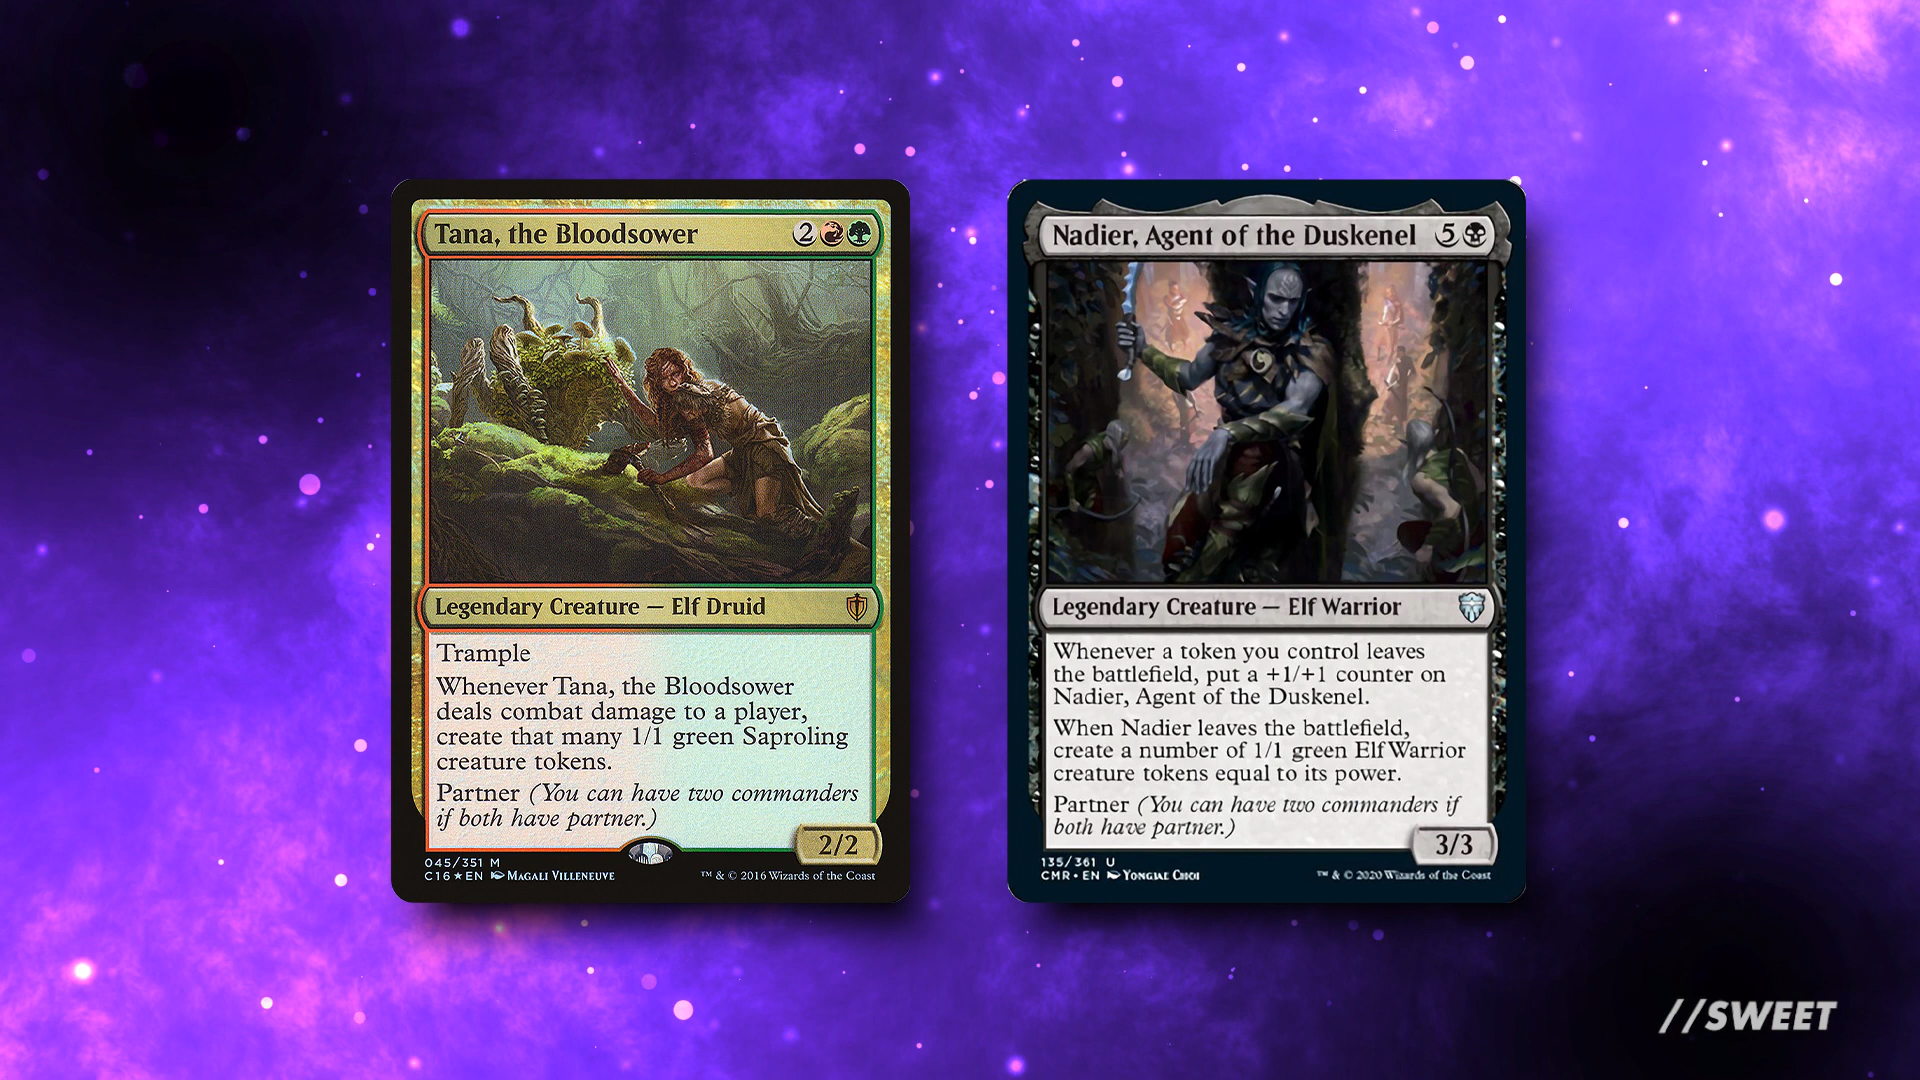 Tana, the Bloodsower 2
Legendary Creature — Elf Druid
Trample
Whenever Tana, the Bloodsower
deals combat damage to a player,
create that many 1/1 green Saproling
creature tokens.
Partner (You can have two commanders
if both have partner.)
2/2
045/351 M
C16★EN Magali Villeneuve
™ & © 2016 Wizards of the Coast
Nadier, Agent of the Duskenel 5
Legendary Creature — Elf Warrior
Whenever a token you control leaves
the battlefield, put a +1/+1 counter on
Nadier, Agent of the Duskenel.
When Nadier leaves the battlefield,
create a number of 1/1 green Elf Warrior
creature tokens equal to its power.
Partner (You can have two commanders if
both have partner.)
3/3
135/361 U
CMR • EN Yongjae Choi
™ & © 2020 Wizards of the Coast
//SWEET